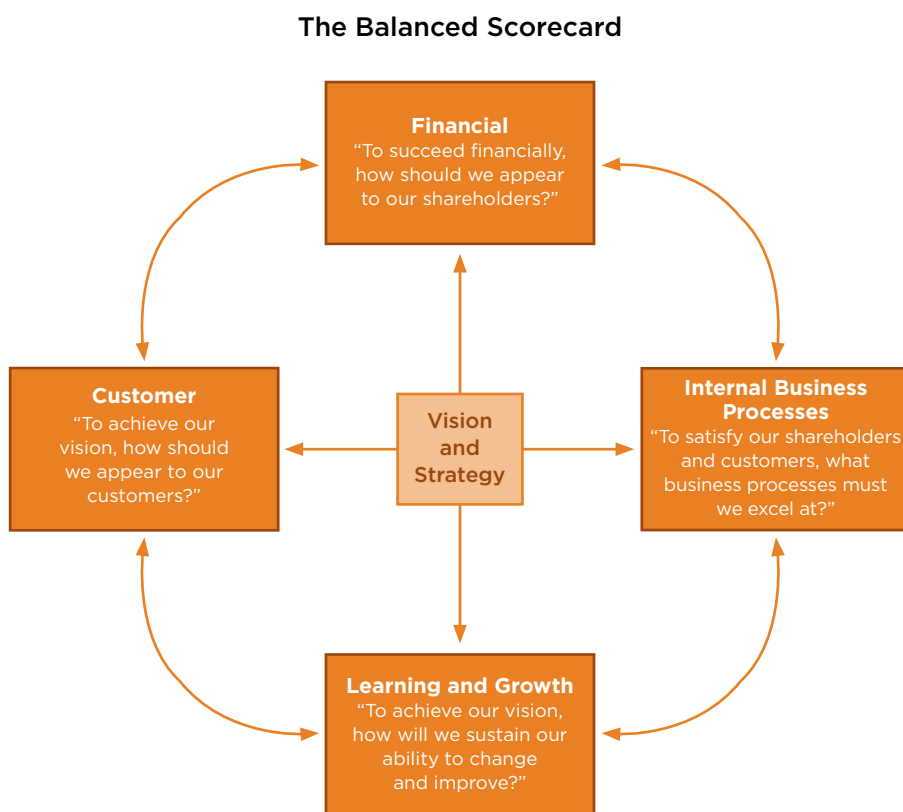 The Balanced Scorecard
Financial
“To succeed financially,
how should we appear
to our shareholders?”
Customer
“To achieve our
vision, how should
we appear to our
customers?”
Vision
and
Strategy
Internal Business
Processes
“To satisfy our shareholders
and customers, what
business processes must
we excel at?”
Learning and Growth
“To achieve our vision,
how will we sustain our
ability to change
and improve?”